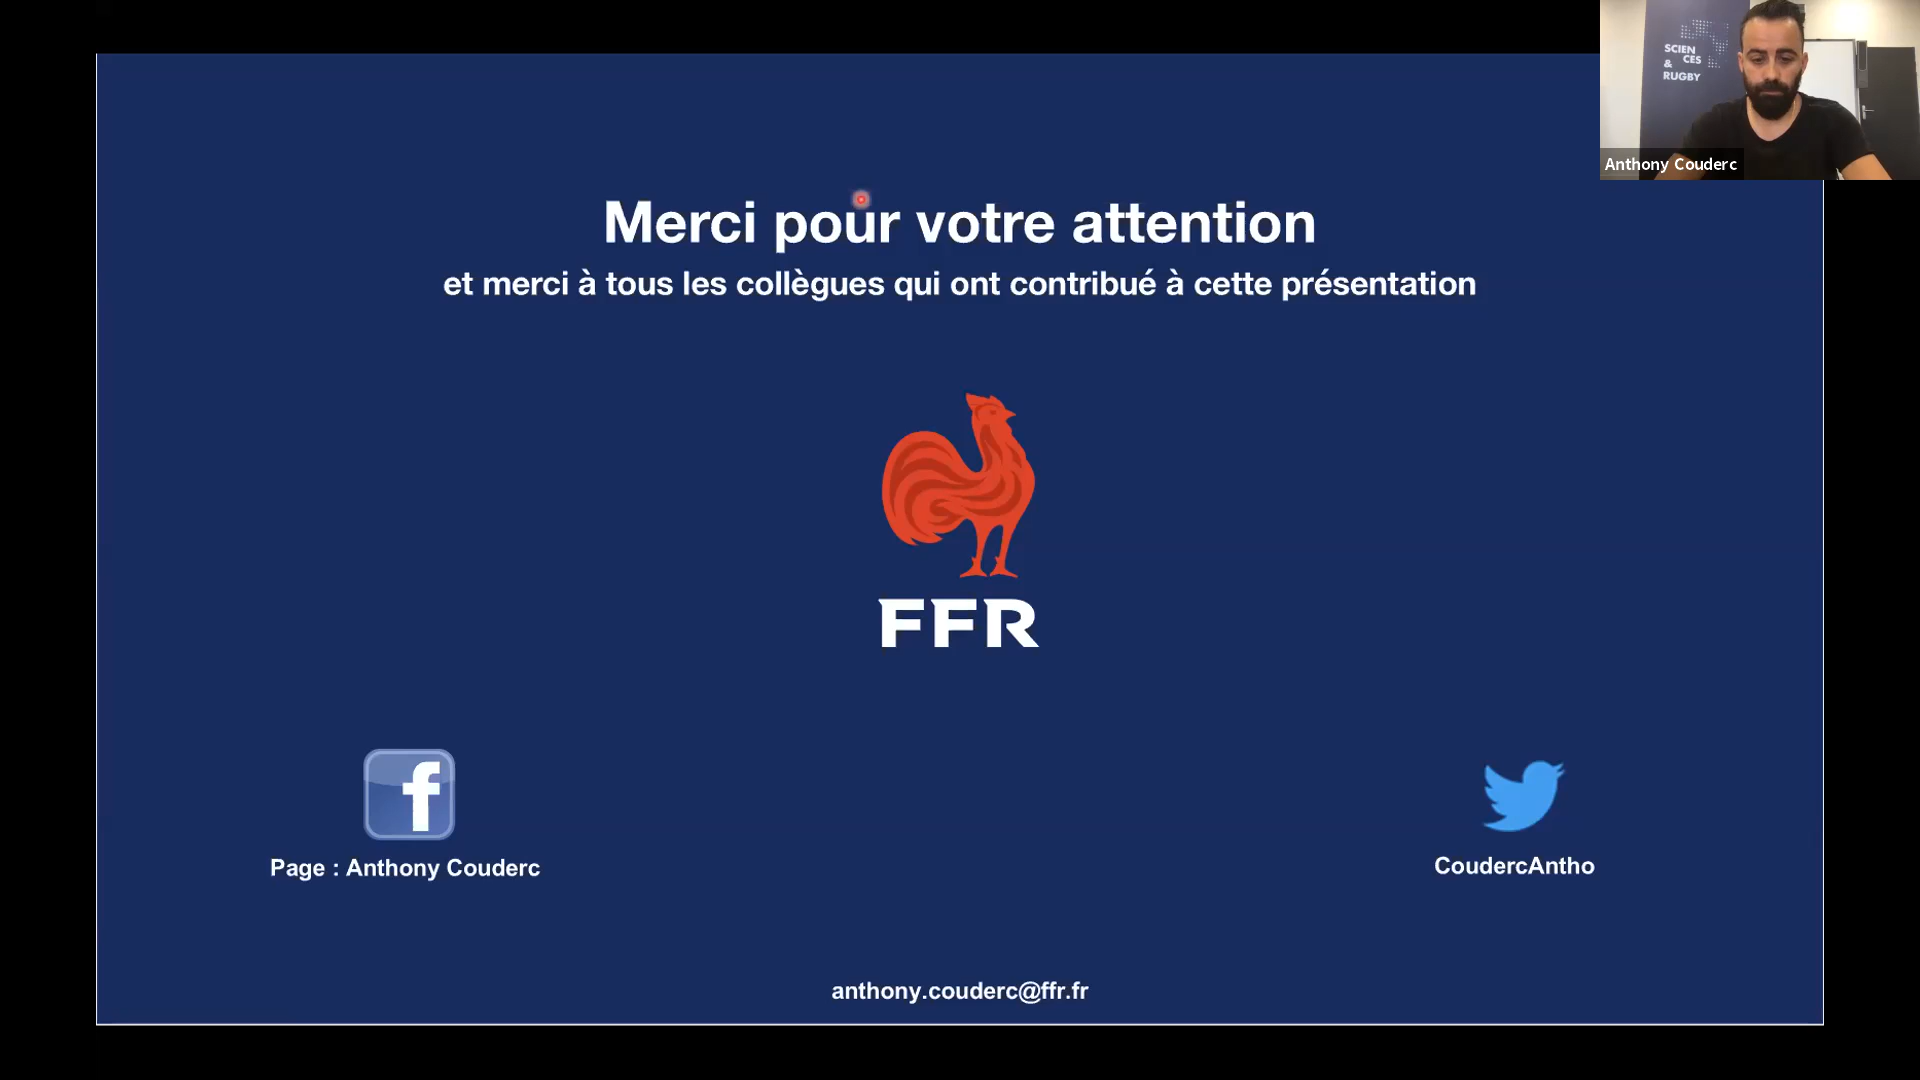 SCIEN
CES
&
RUGBY
Anthony Couderc
Merci pour votre attention
et merci à tous les collègues qui ont contribué à cette présentation
FFR
Page : Anthony Couderc
CoudercAntho
anthony.couderc@ffr.fr